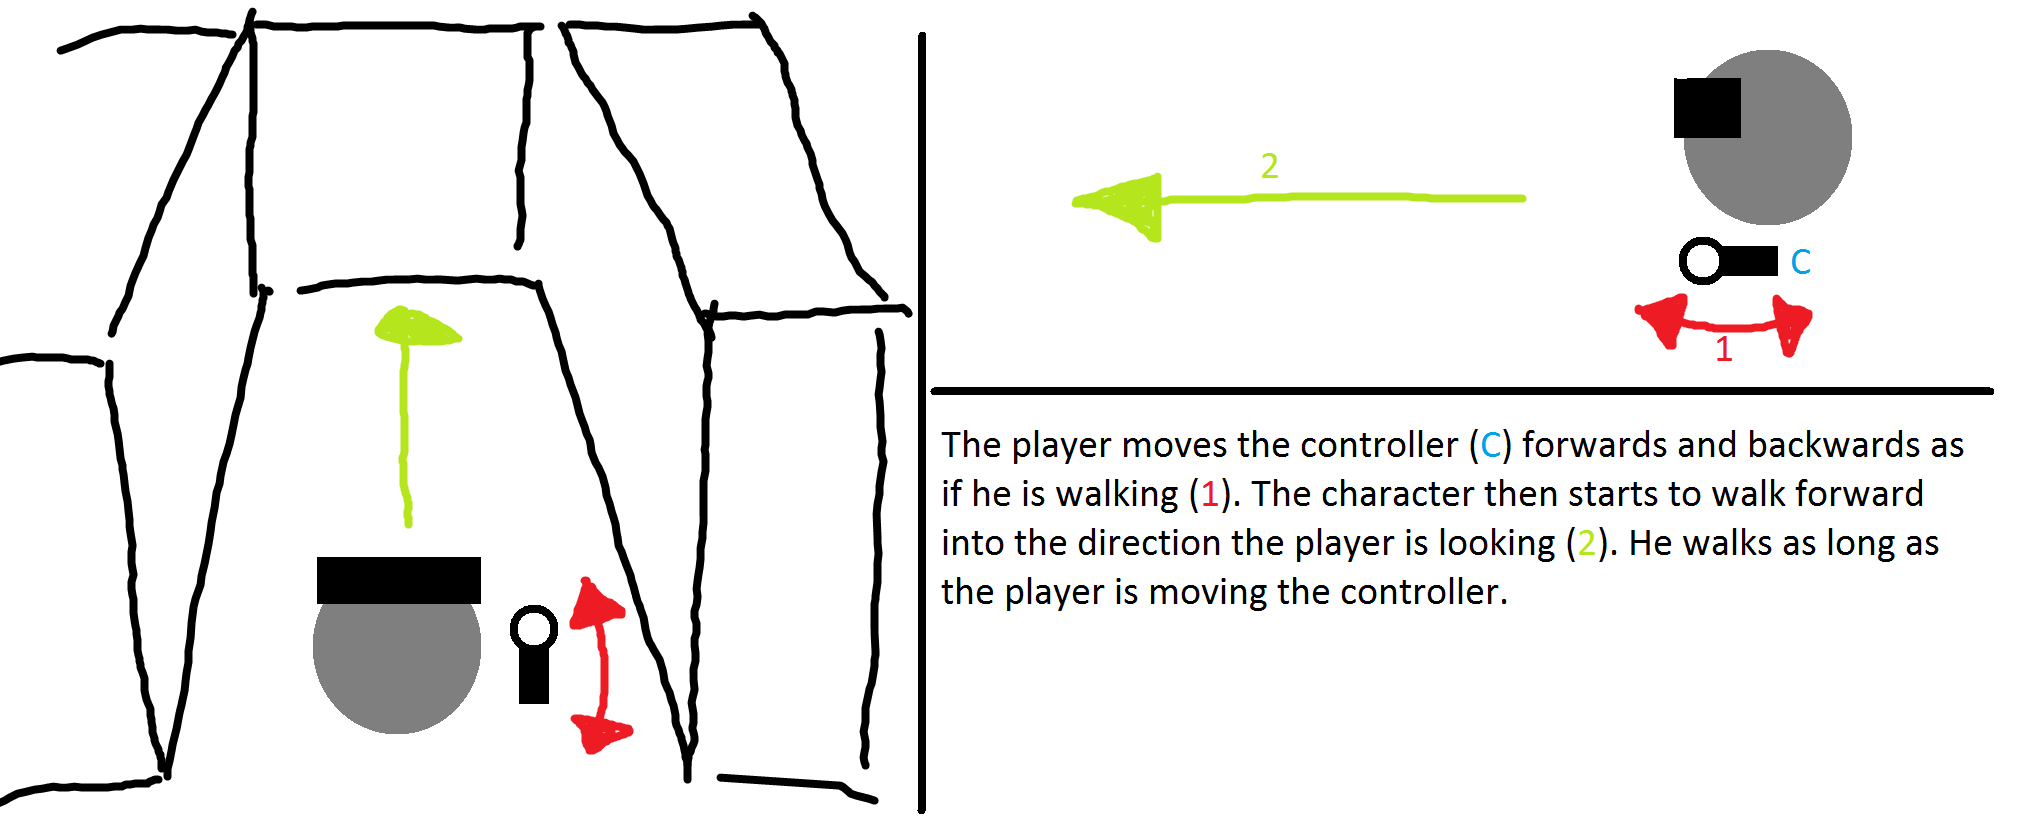 2
C
1
The player moves the controller (C) forwards and backwards as
if he is walking (1). The character then starts to walk forward
into the direction the player is looking (2). He walks as long as
the player is moving the controller.